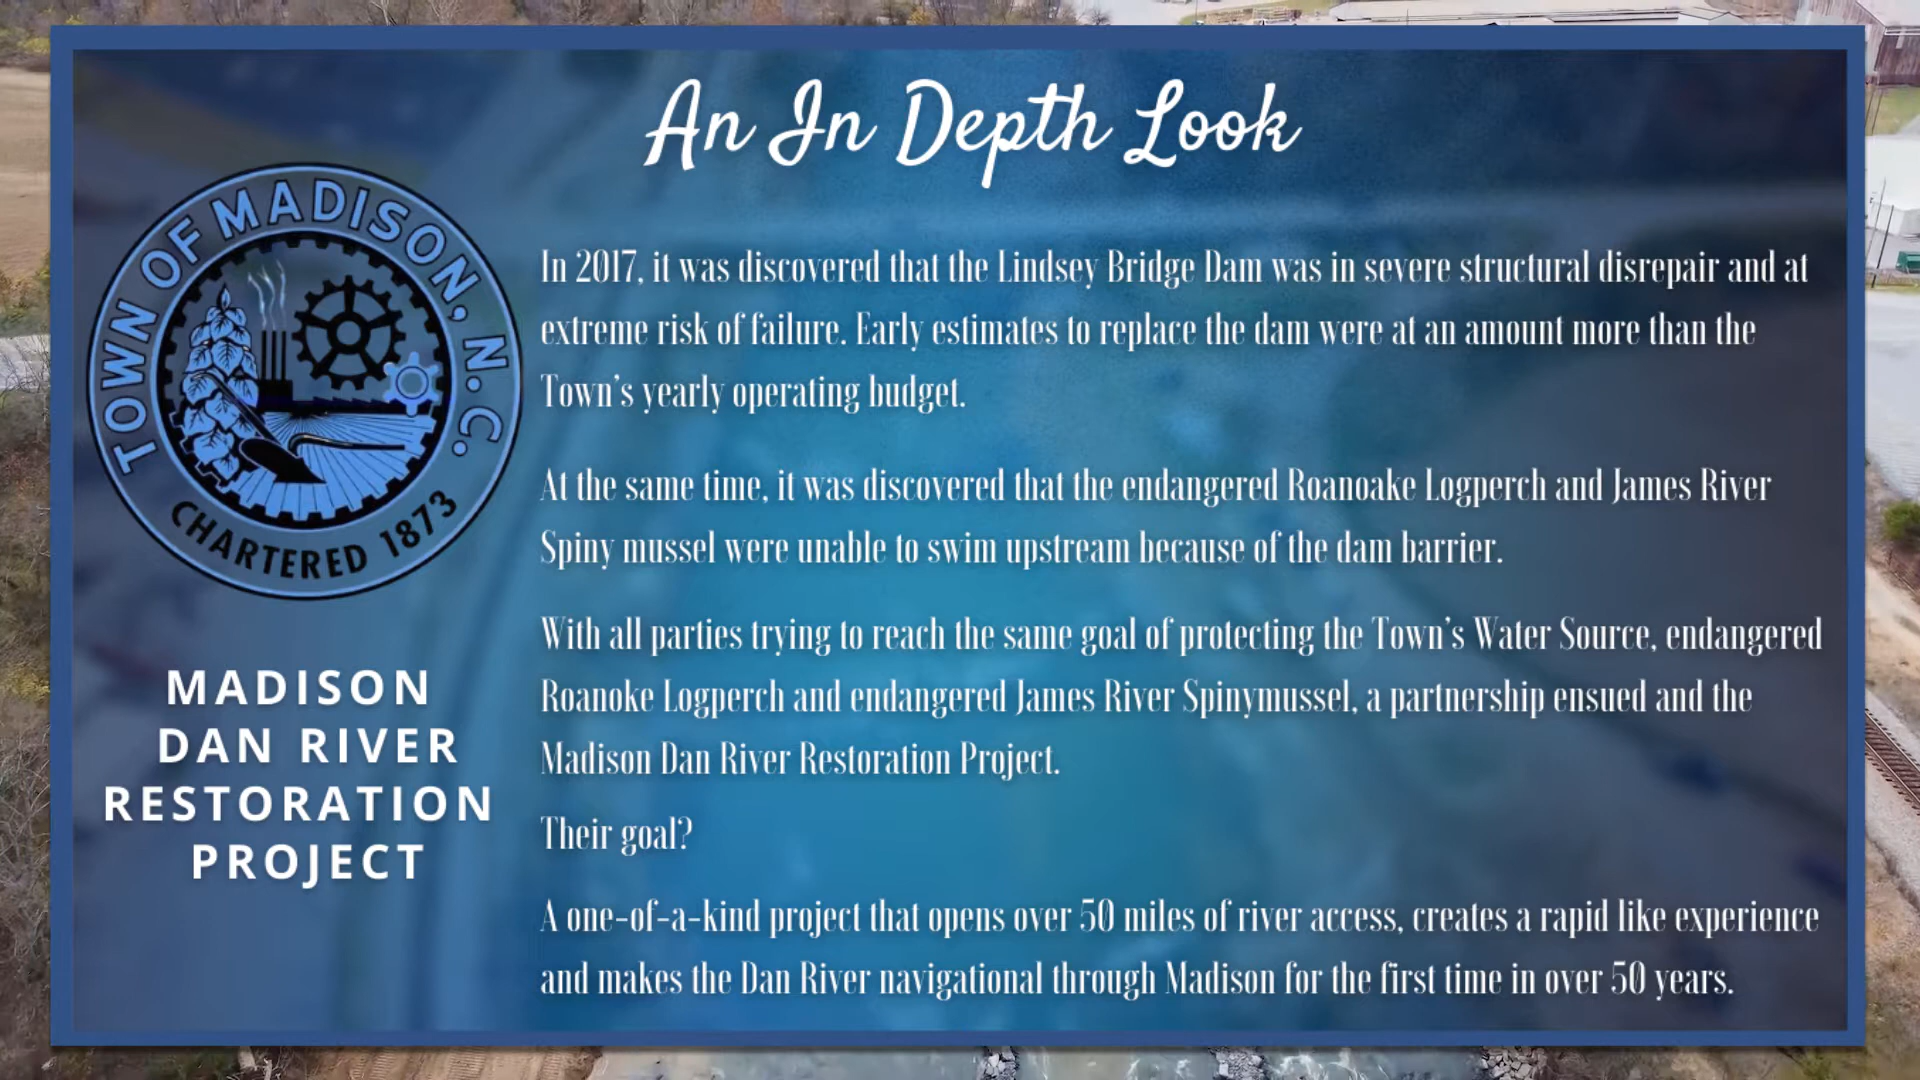 An In Depth Look
TOWN OF MADISON, N.C.
CHARTERED 1873
MADISON
DAN RIVER
RESTORATION
PROJECT
In 2017, it was discovered that the Lindsey Bridge Dam was in severe structural disrepair and at
extreme risk of failure. Early estimates to replace the dam were at an amount more than the
Town's yearly operating budget.
At the same time, it was discovered that the endangered Roanoake Logperch and James River
Spiny mussel were unable to swim upstream because of the dam barrier.
With all parties trying to reach the same goal of protecting the Town's Water Source, endangered
Roanoke Logperch and endangered James River Spinymussel, a partnership ensued and the
Madison Dan River Restoration Project.
Their goal?
A one-of-a-kind project that opens over 50 miles of river access, creates a rapid like experience
and makes the Dan River navigational through Madison for the first time in over 50 years.